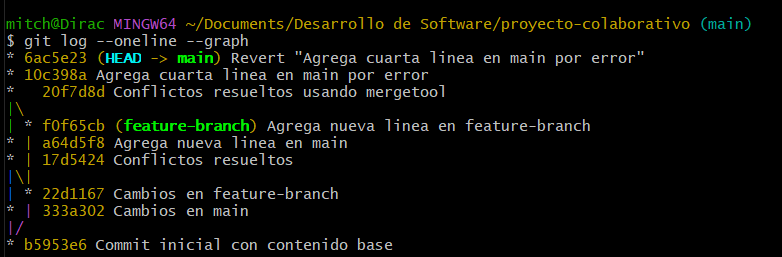 mitch@Dirac MINGW64 ~/Documents/Desarrollo de Software/proyecto-colaborativo (main)
$ git log --oneline --graph
* 6ac5e23 (HEAD -> main) Revert "Agrega cuarta linea en main por error"
* 10c398a Agrega cuarta linea en main por error
*   20f7d8d Conflictos resueltos usando mergetool
|\
| * f0f65cb (feature-branch) Agrega nueva linea en feature-branch
* | a64d5f8 Agrega nueva linea en main
* | 17d5424 Conflictos resueltos
|\|
| * 22d1167 Cambios en feature-branch
* | 333a302 Cambios en main
|/
* b5953e6 Commit inicial con contenido base